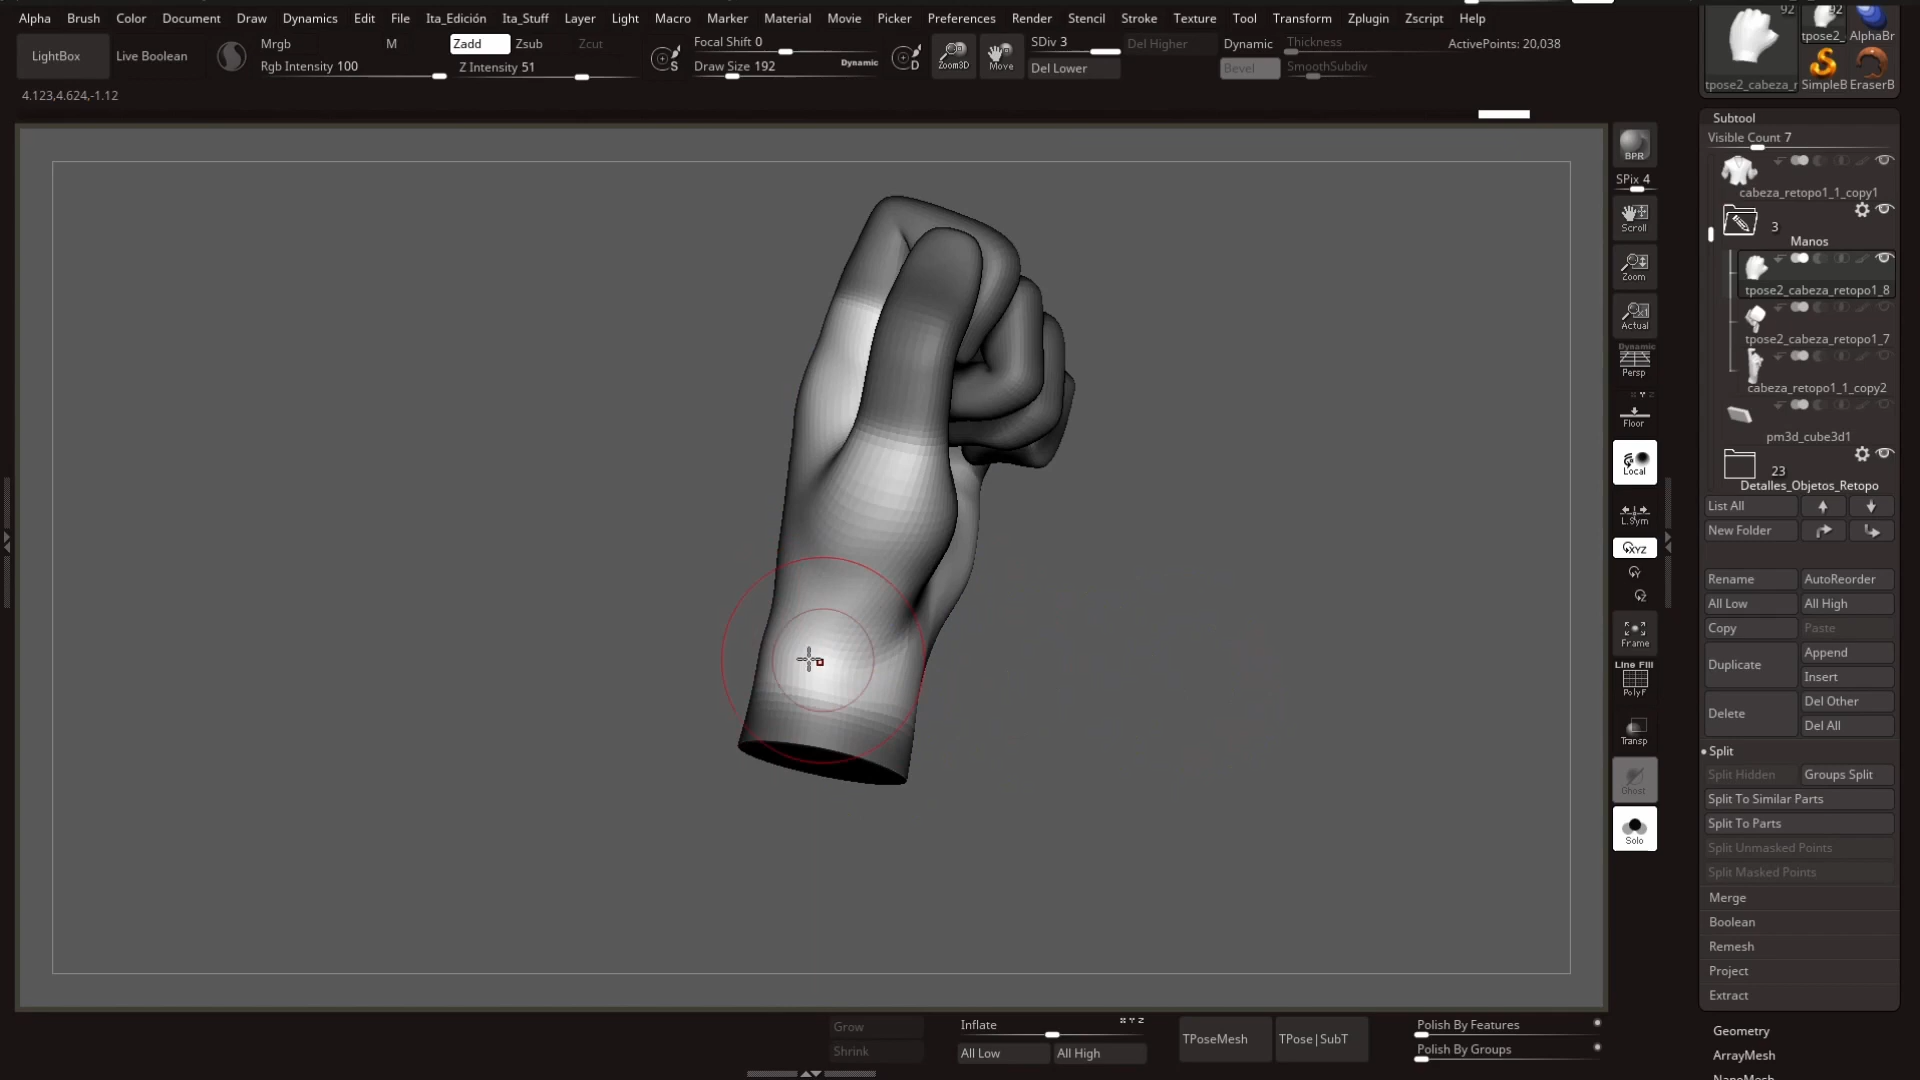 Alpha Brush Color Document Draw Dynamics Edit File Ita_Edición Ita_Stuff Layer Light Macro Marker Material Movie Picker Preferences Render Stencil Stroke Texture Tool Transform Zplugin Zscript Help
LightBox Live Boolean
Mrgb M Zadd Zsub Zcut
Rgb Intensity 100 Z Intensity 51
S
Focal Shift 0
Draw Size 192 Dynamic
D
Zoom3D Move
SDiv 3 Del Higher
Del Lower
Dynamic Thickness
Bevel SmoothSubdiv
ActivePoints: 20,038
4.123,4.624,-1.12
92 92
tpose2_ AlphaBr
tpose2_cabeza_r SimpleB EraserB
Subtool
Visible Count 7
cabeza_retopo1_1_copy1
3
Manos
tpose2_cabeza_retopo1_8
tpose2_cabeza_retopo1_7
cabeza_retopo1_1_copy2
pm3d_cube3d1
23
Detalles_Objetos_Retopo
List All
New Folder
Rename AutoReorder
All Low All High
Copy Paste
Duplicate Append
Insert
Delete Del Other
Del All
Split
Split Hidden Groups Split
Split To Similar Parts
Split To Parts
Split Unmasked Points
Split Masked Points
Merge
Boolean
Remesh
Project
Extract
Geometry
ArrayMesh
NanoMesh
BPR
SPix 4
Scroll
Zoom
Actual
Dynamic
Persp
Floor
Local
L.Sym
XYZ
Y
Z
Frame
Line Fill
PolyF
Transp
Ghost
Solo
Grow
Shrink
Inflate X Y Z
All Low All High
TPoseMesh TPose|SubT
Polish By Features
Polish By Groups